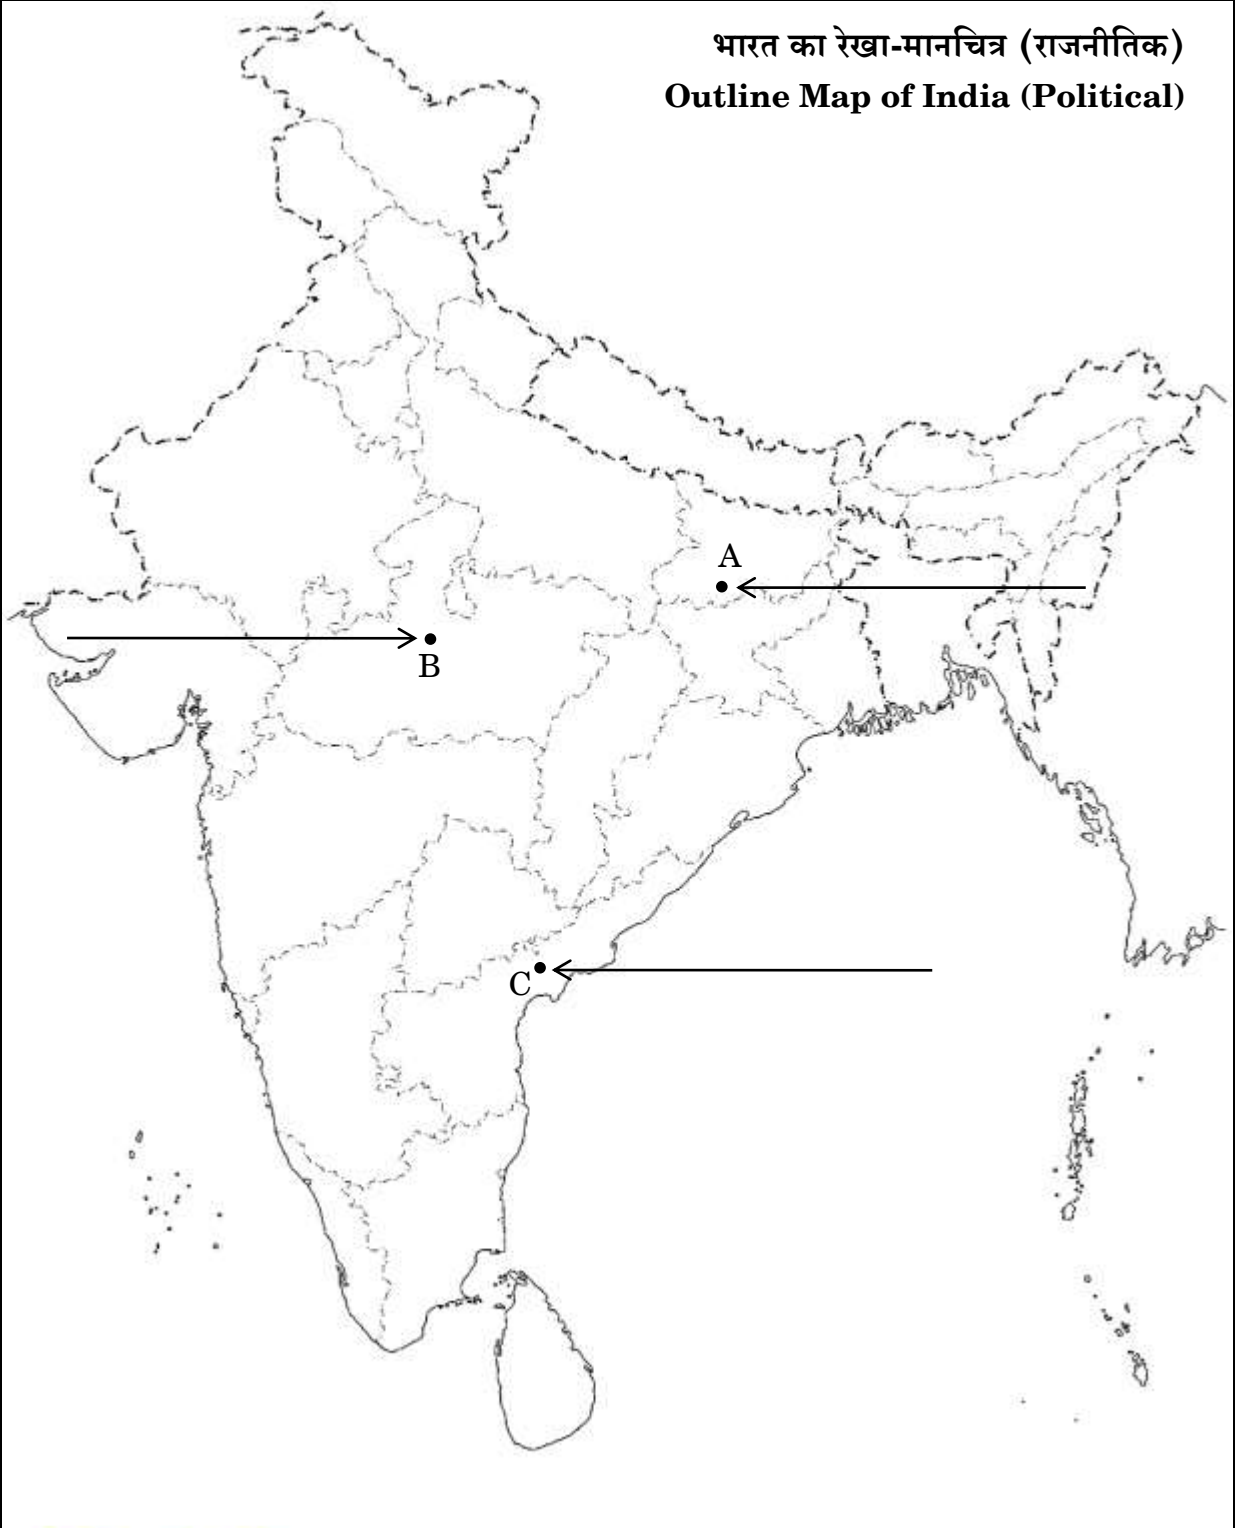 भारत का रेखा-मानचित्र (राजनीतिक)
Outline Map of India (Political)
A
B
C